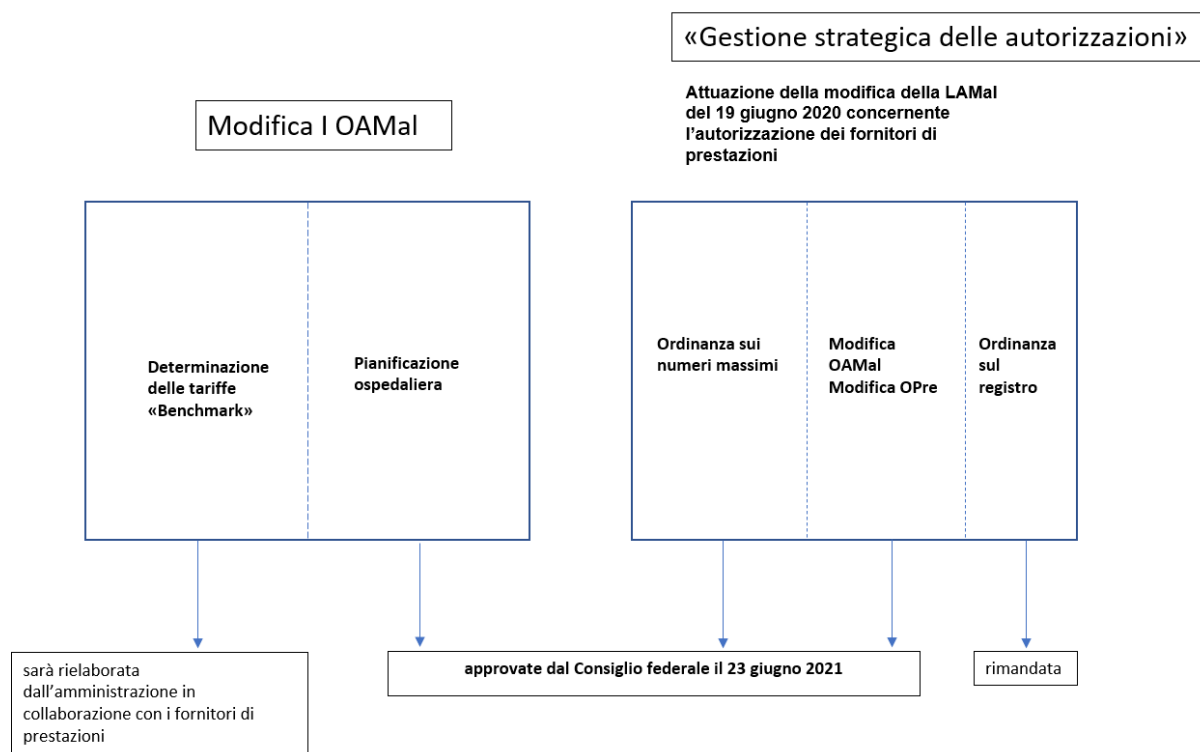 «Gestione strategica delle autorizzazioni»
Attuazione della modifica della LAMal
del 19 giugno 2020 concernente
l’autorizzazione dei fornitori di
prestazioni
Modifica I OAMal
Determinazione
delle tariffe
«Benchmark»
Pianificazione
ospedaliera
Ordinanza sui
numeri massimi
Modifica
OAMal
Modifica OPre
Ordinanza
sul
registro
sarà rielaborata
dall’amministrazione in
collaborazione con i fornitori di
prestazioni
approvate dal Consiglio federale il 23 giugno 2021
rimandata